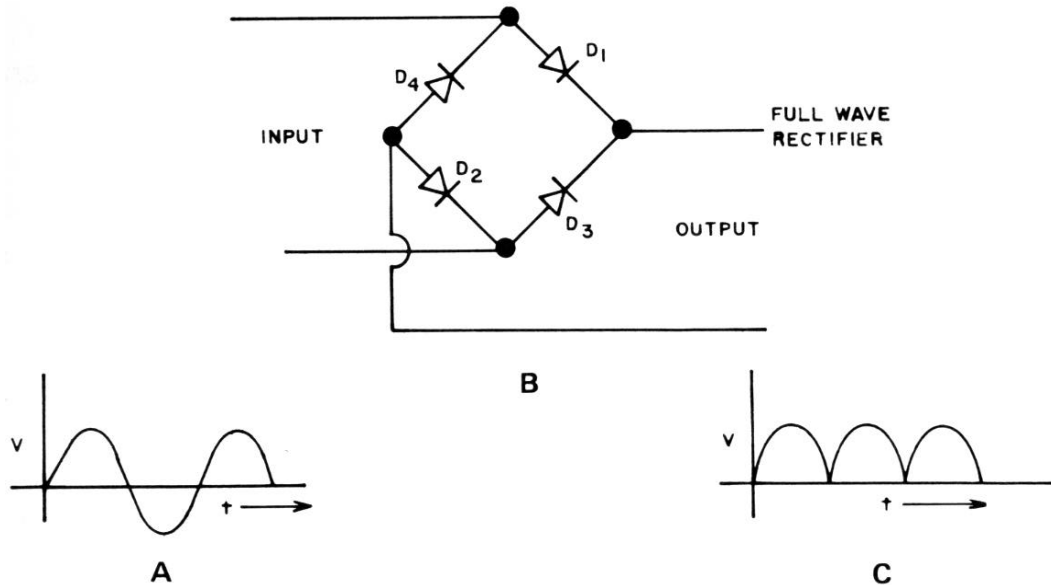 D1
D4
INPUT
FULL WAVE
RECTIFIER
D2
D3
OUTPUT
B
V
t
A
V
t
C